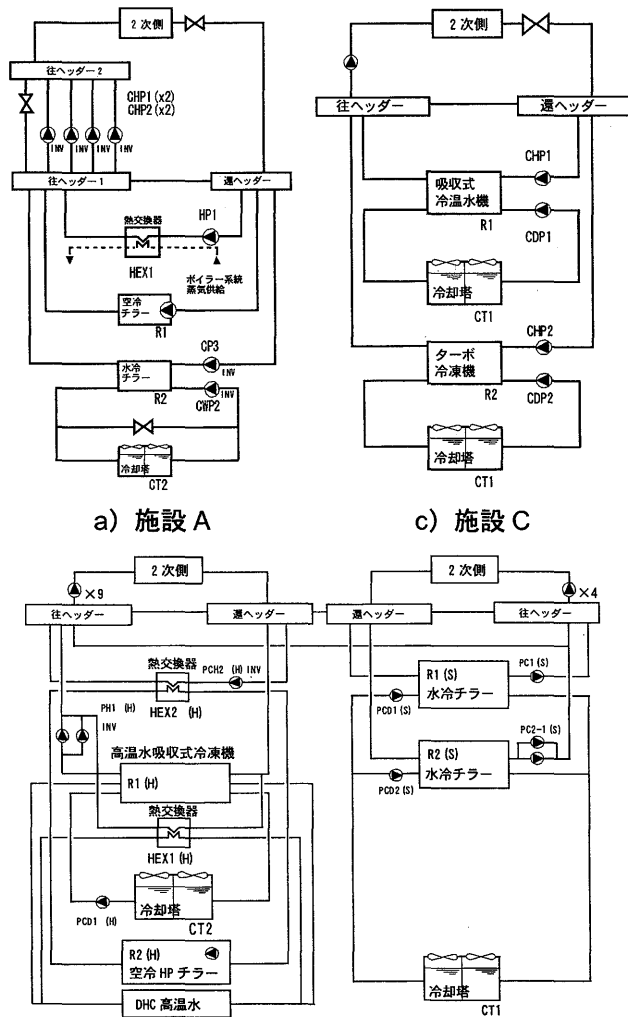 2次側
往ヘッダー2
CHP1(x2)
CHP2(x2)
INV INV INV INV
往ヘッダー1
還ヘッダー
熱交換器
HP1
HEX1
ボイラー系統
蒸気供給
空冷
チラー
R1
水冷
チラー
R2
CP3
INV
CWP2
INV
冷却塔
CT2
a) 施設A
2次側
往ヘッダー
還ヘッダー
CHP1
吸収式
冷温水機
R1
CDP1
冷却塔
CT1
CHP2
ターボ
冷凍機
R2
CDP2
冷却塔
CT1
c) 施設C
2次側
×9
往ヘッダー
還ヘッダー
熱交換器
PCH2 (H) INV
HEX2 (H)
PH1 (H)
INV
高温水吸収式冷凍機
R1(H)
熱交換器
HEX1(H)
冷却塔
PCD1 (H)
CT2
R2(H)
空冷HPチラー
DHC 高温水
2次側
×4
還ヘッダー
往ヘッダー
R1(S)
水冷チラー
PC1(S)
PCD1(S)
PC2-1(S)
R2(S)
水冷チラー
PCD2(S)
冷却塔
CT1